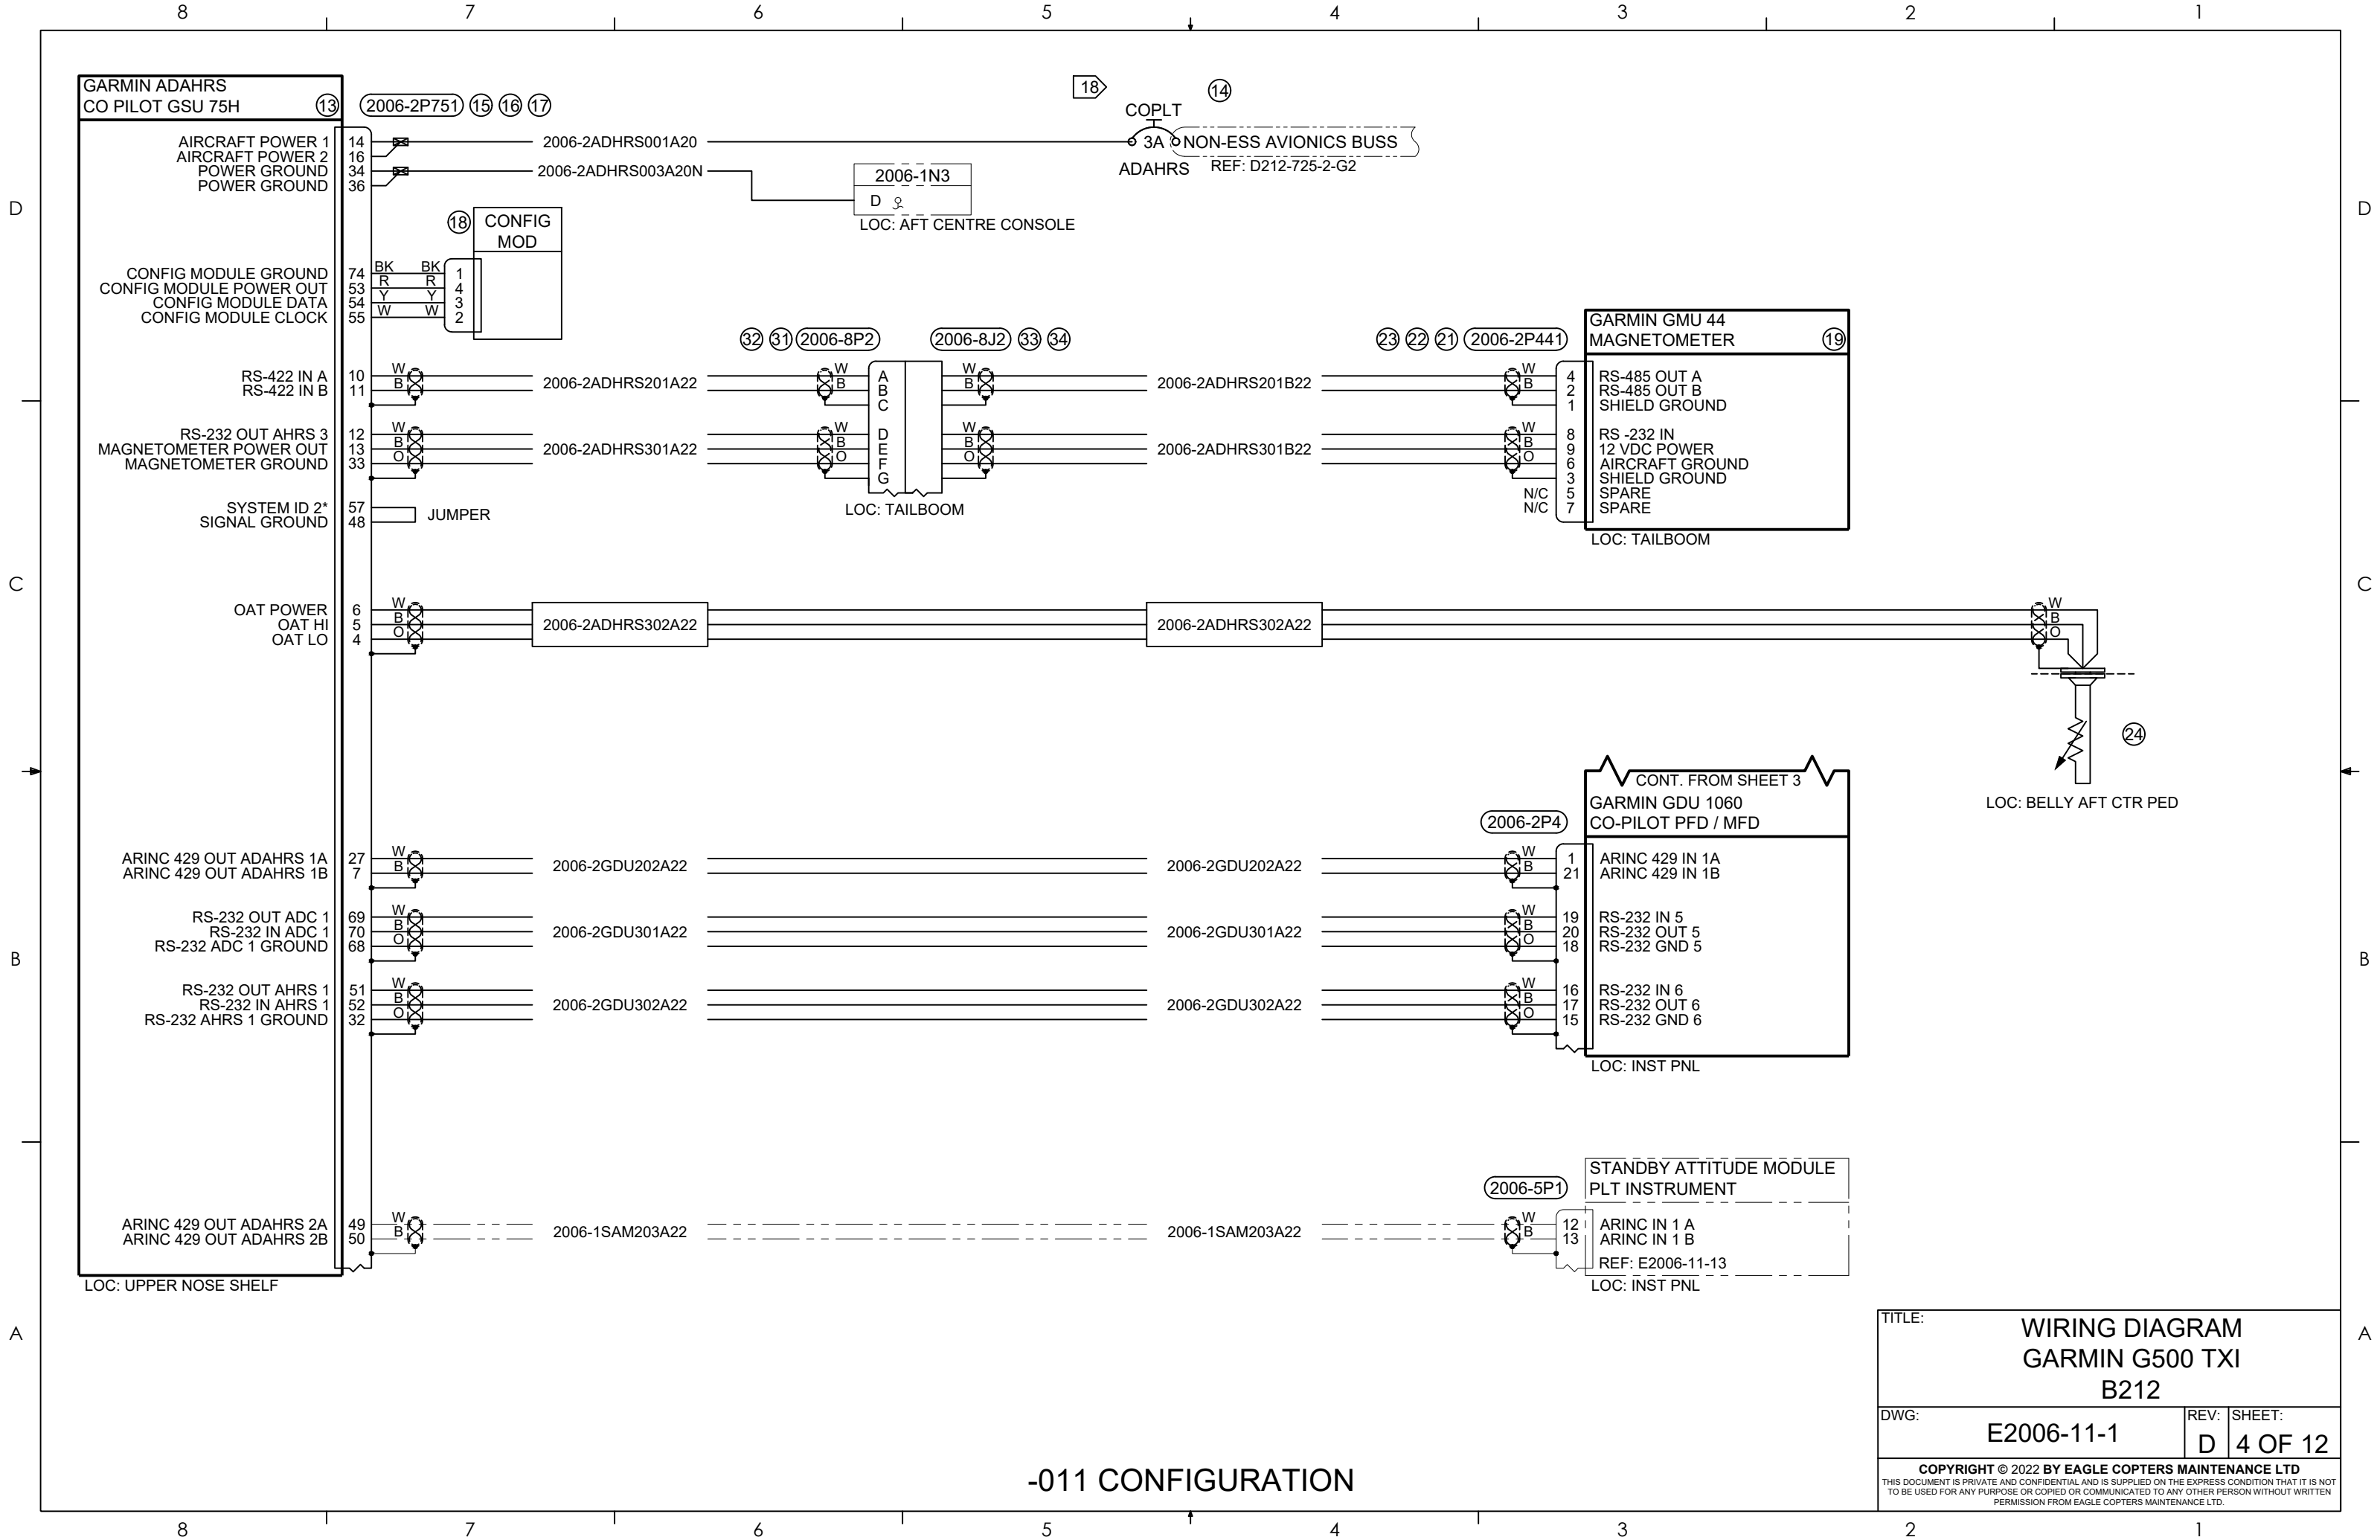 8 7 6 5 4 3 2 1
GARMIN ADAHRS
CO PILOT GSU 75H 13
2006-2P751 15 16 17
AIRCRAFT POWER 1 14
AIRCRAFT POWER 2 16
POWER GROUND 34
POWER GROUND 36
2006-2ADHRS001A20
2006-2ADHRS003A20N
18
14
COPLT
3A
ADAHRS
NON-ESS AVIONICS BUSS
REF: D212-725-2-G2
2006-1N3
D
LOC: AFT CENTRE CONSOLE
D
D
18 CONFIG
MOD
CONFIG MODULE GROUND 74 BK BK 1
CONFIG MODULE POWER OUT 53 R R 4
CONFIG MODULE DATA 54 Y Y 3
CONFIG MODULE CLOCK 55 W W 2
32 31 2006-8P2
2006-8J2 33 34
23 22 21 2006-2P441
GARMIN GMU 44
MAGNETOMETER 19
RS-422 IN A 10 W W A W W 4 RS-485 OUT A
2006-2ADHRS201A22 2006-2ADHRS201B22
RS-422 IN B 11 B B B B B 2 RS-485 OUT B
C 1 SHIELD GROUND
RS-232 OUT AHRS 3 12 W W D W W 8 RS -232 IN
MAGNETOMETER POWER OUT 13 B 2006-2ADHRS301A22 B E B 2006-2ADHRS301B22 B 9 12 VDC POWER
MAGNETOMETER GROUND 33 O O F O O 6 AIRCRAFT GROUND
G 3 SHIELD GROUND
N/C 5 SPARE
N/C 7 SPARE
LOC: TAILBOOM
LOC: TAILBOOM
SYSTEM ID 2* 57
SIGNAL GROUND 48
JUMPER
C
C
OAT POWER 6 W W
OAT HI 5 B 2006-2ADHRS302A22 2006-2ADHRS302A22 B
OAT LO 4 O O
24
LOC: BELLY AFT CTR PED
CONT. FROM SHEET 3
GARMIN GDU 1060
CO-PILOT PFD / MFD
2006-2P4
ARINC 429 OUT ADAHRS 1A 27 W W 1 ARINC 429 IN 1A
2006-2GDU202A22 2006-2GDU202A22
ARINC 429 OUT ADAHRS 1B 7 B B 21 ARINC 429 IN 1B
RS-232 OUT ADC 1 69 W W 19 RS-232 IN 5
RS-232 IN ADC 1 70 B 2006-2GDU301A22 2006-2GDU301A22 B 20 RS-232 OUT 5
RS-232 ADC 1 GROUND 68 O O 18 RS-232 GND 5
B
B
RS-232 OUT AHRS 1 51 W W 16 RS-232 IN 6
RS-232 IN AHRS 1 52 B 2006-2GDU302A22 2006-2GDU302A22 B 17 RS-232 OUT 6
RS-232 AHRS 1 GROUND 32 O O 15 RS-232 GND 6
LOC: INST PNL
STANDBY ATTITUDE MODULE
PLT INSTRUMENT
2006-5P1
ARINC 429 OUT ADAHRS 2A 49 W W 12 ARINC IN 1 A
2006-1SAM203A22 2006-1SAM203A22
ARINC 429 OUT ADAHRS 2B 50 B B 13 ARINC IN 1 B
REF: E2006-11-13
LOC: INST PNL
LOC: UPPER NOSE SHELF
A
A
TITLE:
WIRING DIAGRAM
GARMIN G500 TXI
B212
DWG:
E2006-11-1
REV:
D
SHEET:
4 OF 12
COPYRIGHT © 2022 BY EAGLE COPTERS MAINTENANCE LTD
THIS DOCUMENT IS PRIVATE AND CONFIDENTIAL AND IS SUPPLIED ON THE EXPRESS CONDITION THAT IT IS NOT
TO BE USED FOR ANY PURPOSE OR COPIED OR COMMUNICATED TO ANY OTHER PERSON WITHOUT WRITTEN
PERMISSION FROM EAGLE COPTERS MAINTENANCE LTD.
-011 CONFIGURATION
8 7 6 5 4 3 2 1